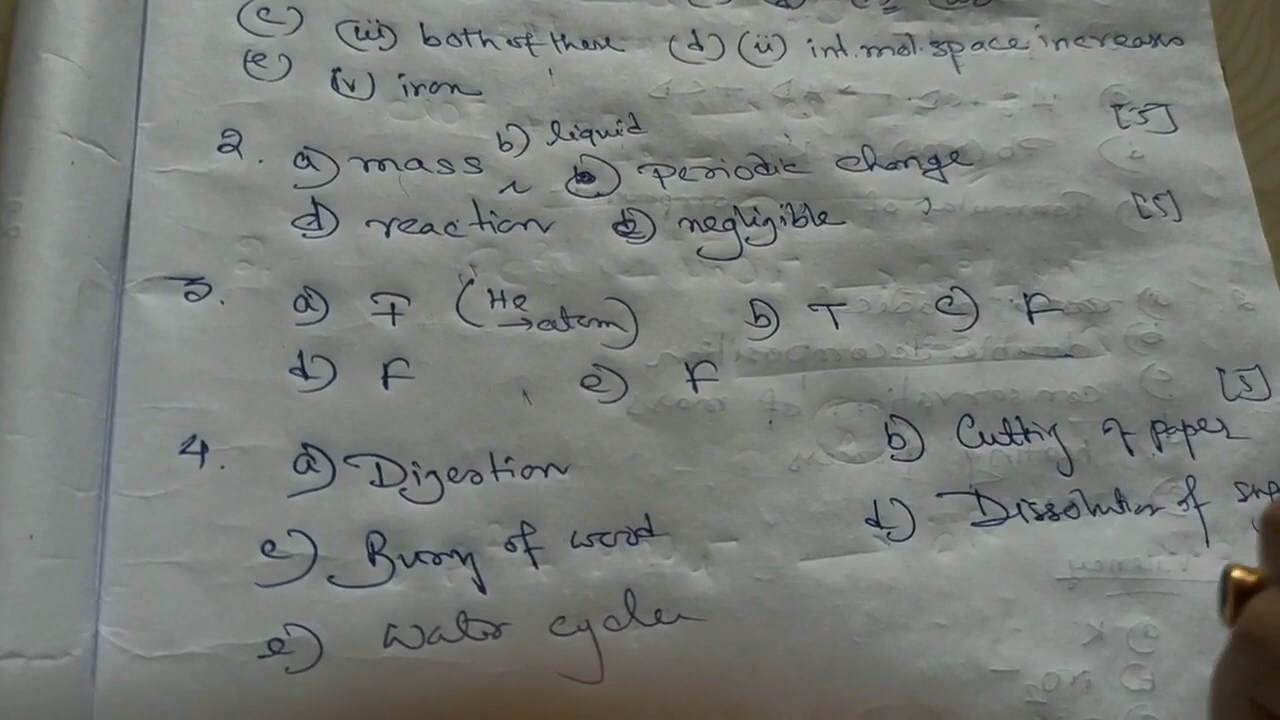 (c) (iii) both of these (d) (ii) int. mol. space increases
(e) (v) iron
[5]
2. a) mass b) liquid c) periodic change
d) reaction e) negligible [5]
3. a) F (He → atom) b) T c) F
d) F e) F [5]
4. a) Digestion b) Cutting of paper
c) Burng of wood d) Dissolution of
e) Water cycle